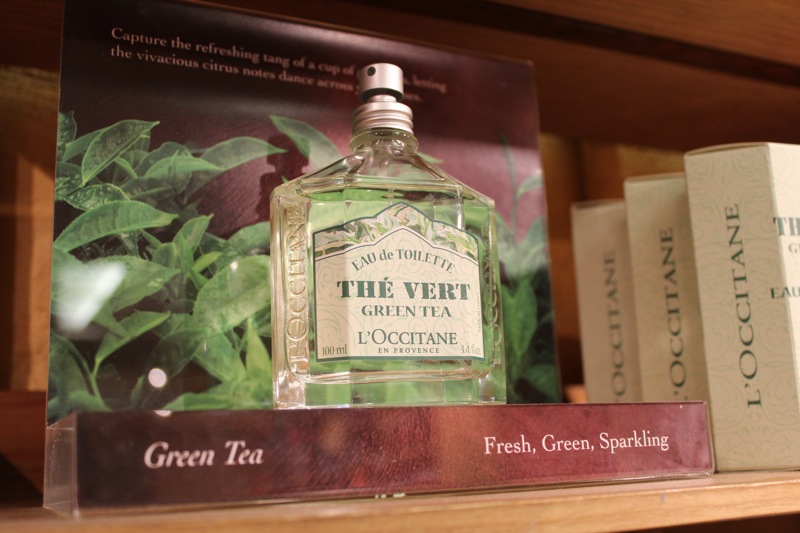 Capture the refreshing tang of a cup of letting
the vivacious citrus notes dance across
L'OCCITANE
EAU de TOILETTE
THÉ VERT
GREEN TEA
L'OCCITANE
EN PROVENCE
100 ml 3.4 fl.oz
Green Tea
Fresh, Green, Sparkling
L'OCCITANE
L'OCCITANE
L'OCCITANE
EAU